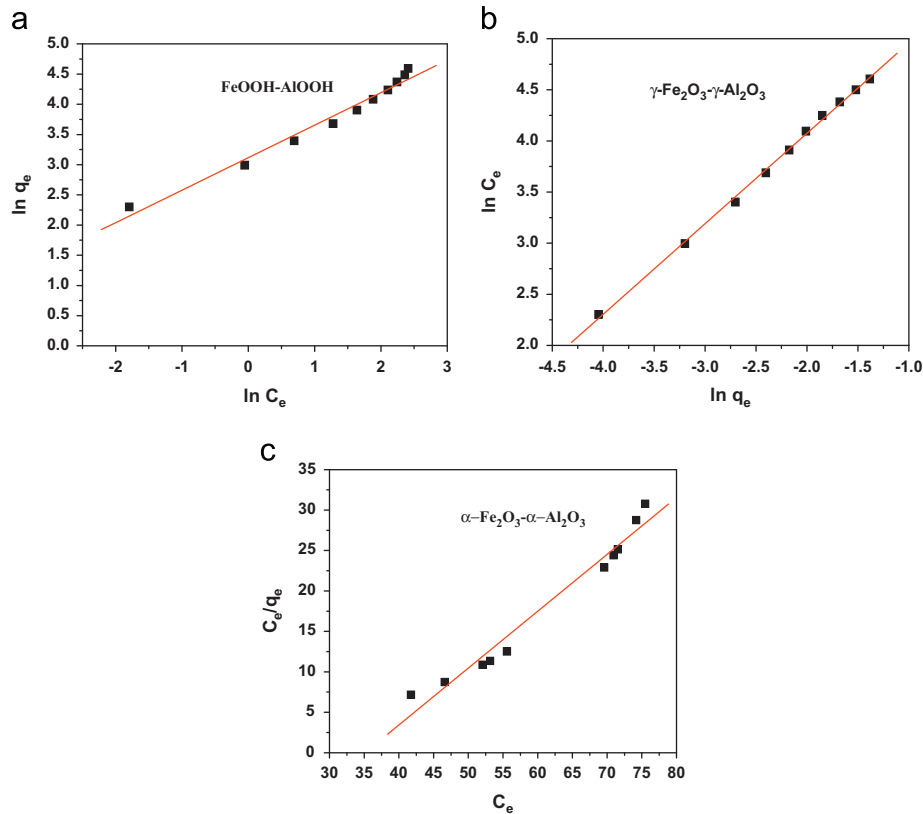 a
5.0
4.5
4.0
3.5
3.0
2.5
2.0
1.5
1.0
0.5
0.0
ln qₑ
FeOOH-AlOOH
-2 -1 0 1 2 3
ln Cₑ
b
5.0
4.5
4.0
3.5
3.0
2.5
2.0
ln Cₑ
γ-Fe₂O₃-γ-Al₂O₃
-4.5 -4.0 -3.5 -3.0 -2.5 -2.0 -1.5 -1.0
ln qₑ
c
35
30
25
20
15
10
5
0
Cₑ/qₑ
α–Fe₂O₃-α–Al₂O₃
30 35 40 45 50 55 60 65 70 75 80
Cₑ